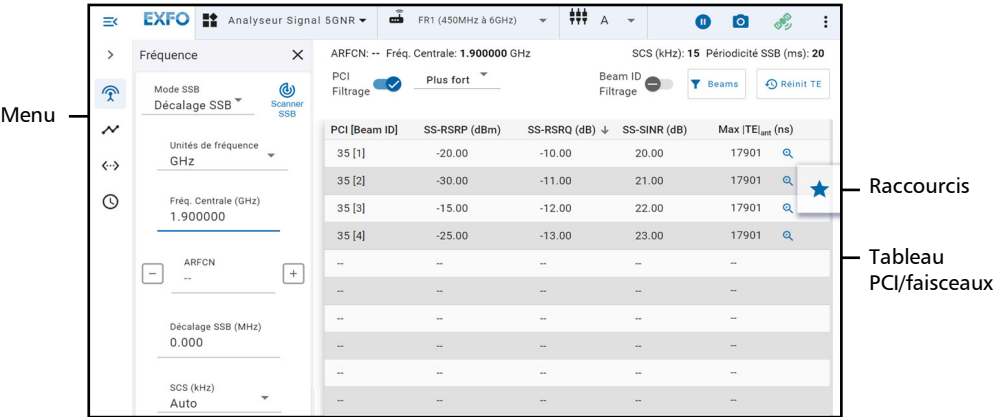 EXFO Analyseur Signal 5GNR FR1 (450MHz à 6GHz) A
Fréquence
Mode SSB
Décalage SSB
Scanner
SSB
Unités de fréquence
GHz
Fréq. Centrale (GHz)
1.900000
ARFCN
--
Décalage SSB (MHz)
0.000
SCS (kHz)
Auto
ARFCN: -- Fréq. Centrale: 1.900000 GHz SCS (kHz): 15 Périodicité SSB (ms): 20
PCI
Filtrage
Plus fort
Beam ID
Filtrage
Beams
Réinit TE
PCI [Beam ID] SS-RSRP (dBm) SS-RSRQ (dB) SS-SINR (dB) Max |TE|ant (ns)
35 [1] -20.00 -10.00 20.00 17901
35 [2] -30.00 -11.00 21.00 17901
35 [3] -15.00 -12.00 22.00 17901
35 [4] -25.00 -13.00 23.00 17901
-- -- -- -- --
-- -- -- -- --
-- -- -- -- --
-- -- -- -- --
-- -- -- -- --
-- -- -- -- --
Menu
Raccourcis
Tableau
PCI/faisceaux